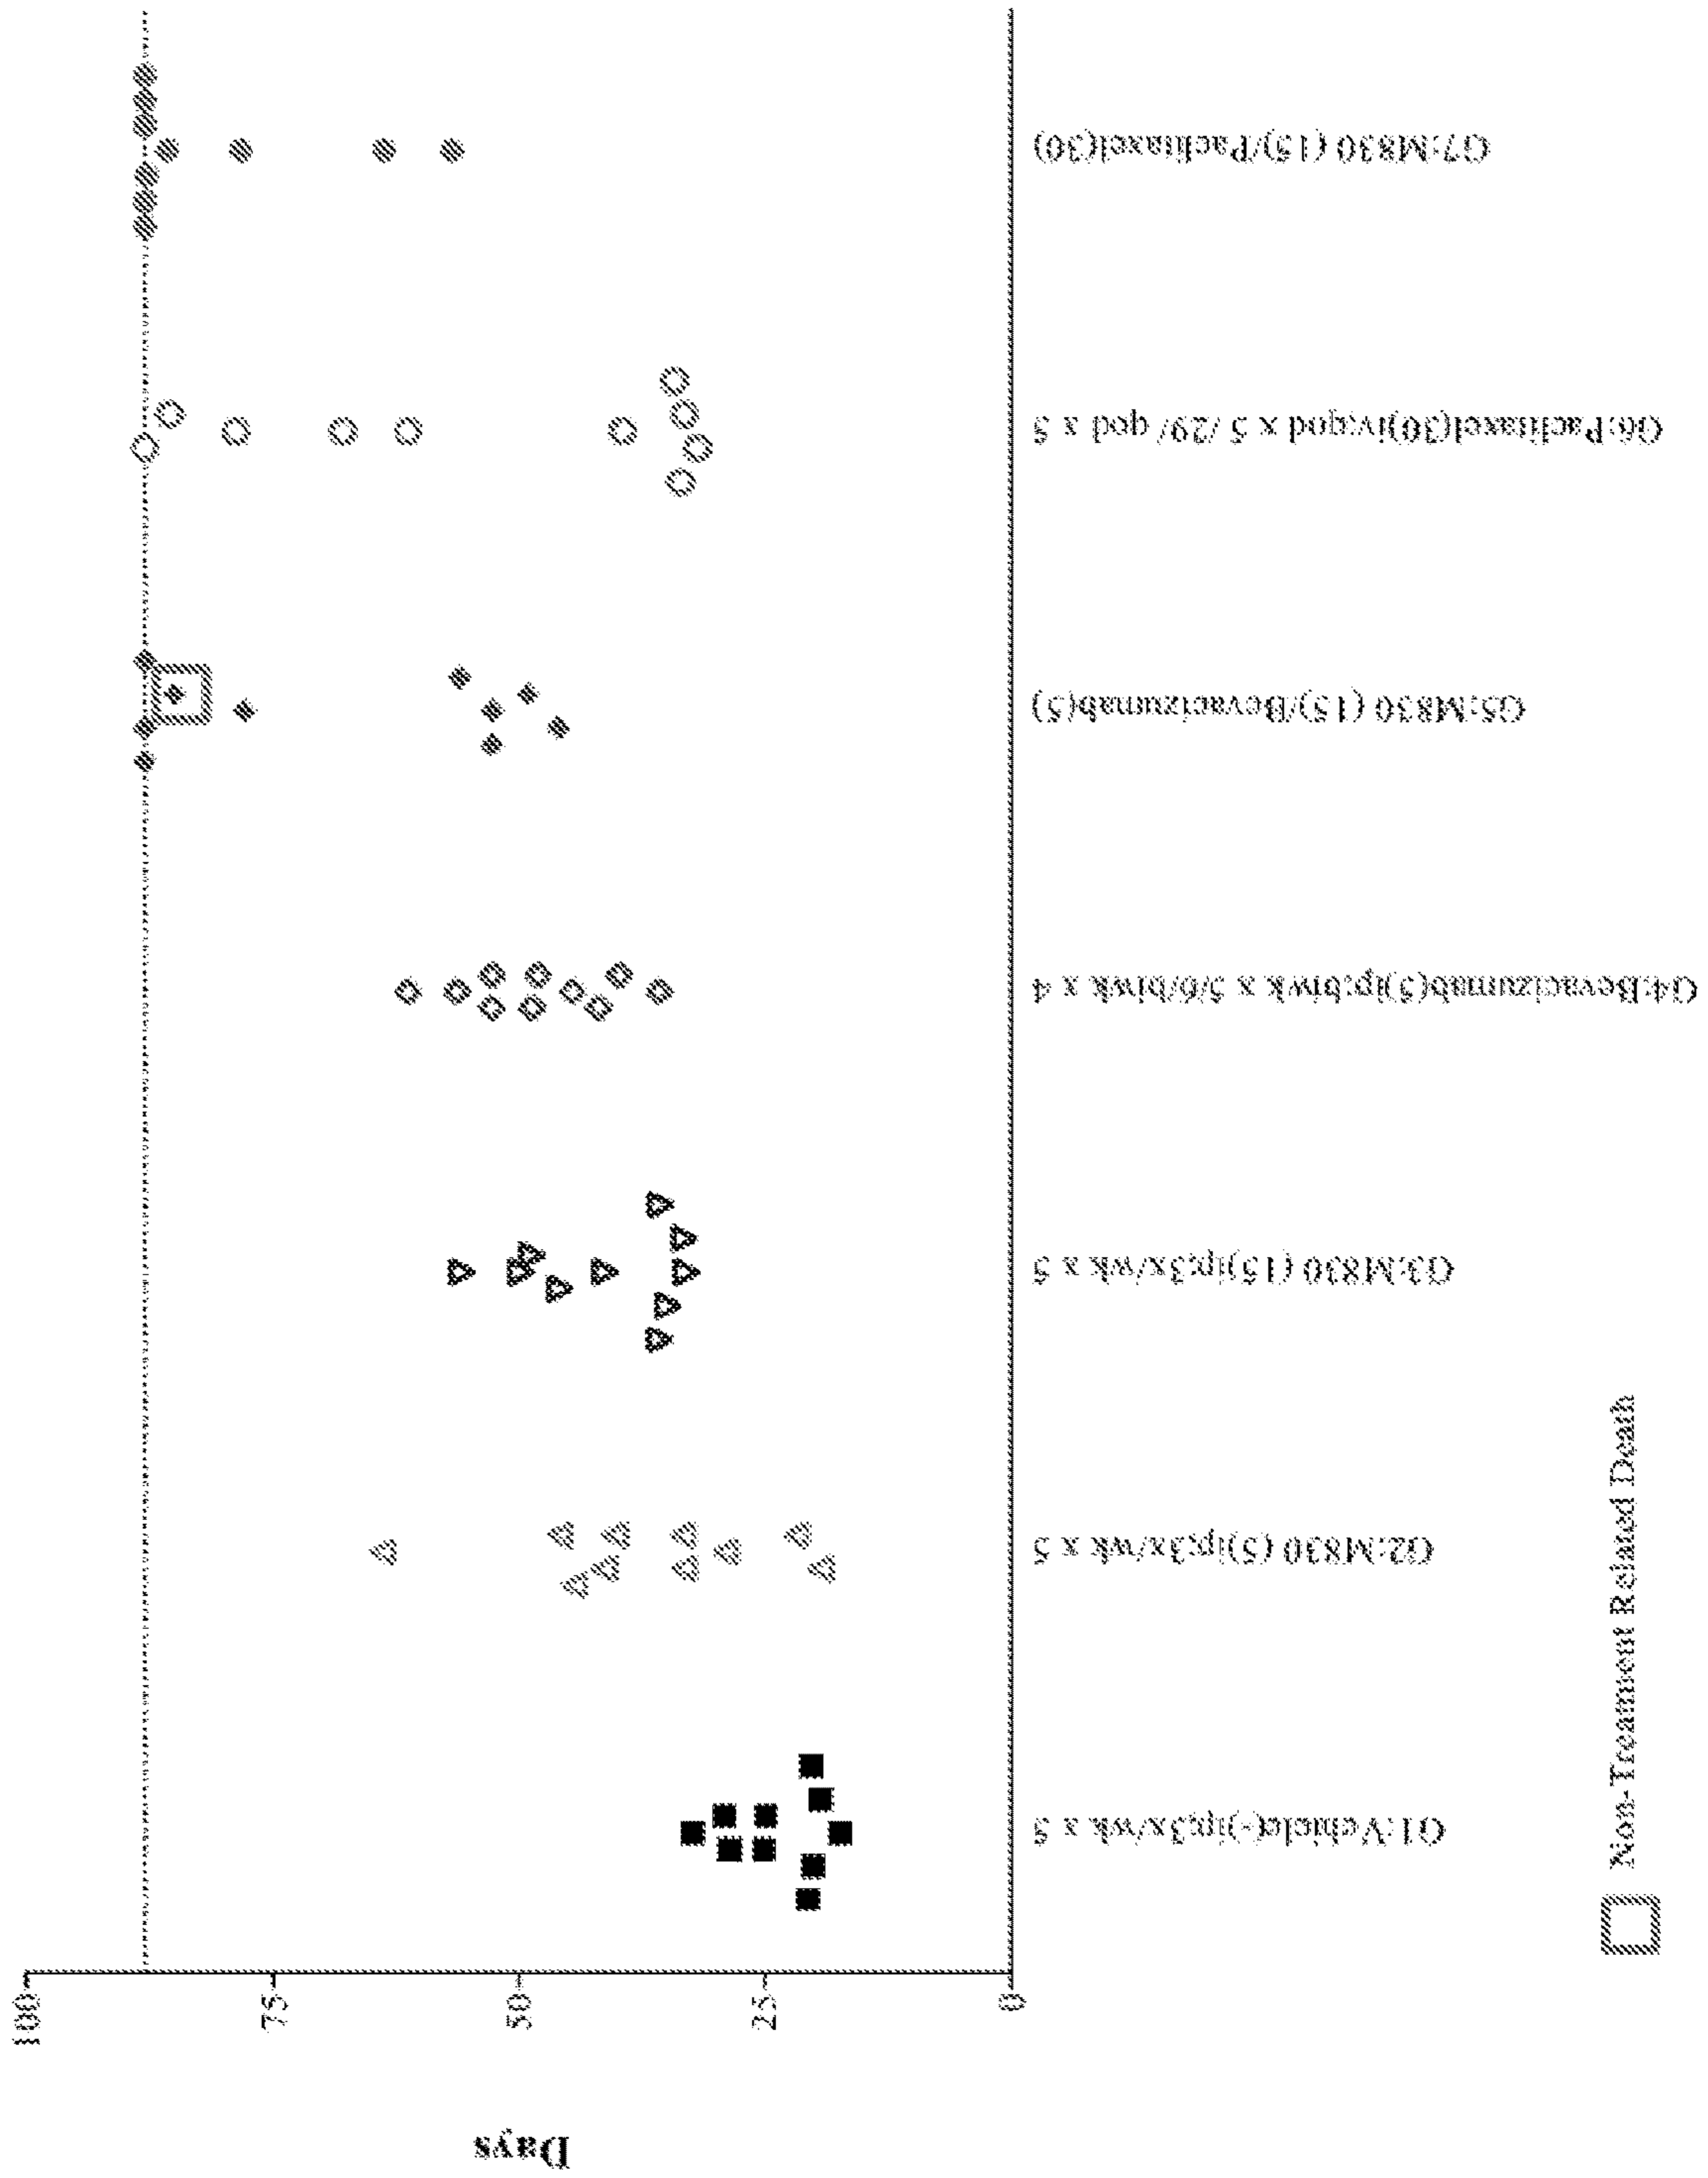 Days
100
75
50
25
0
G1:Vehicle(-)ip;3x/wk x 5
G2:M830 (5)ip;3x/wk x 5
G3:M830 (15)ip;3x/wk x 5
G4:Bevacizumab(5)ip;biwk x 5/6/biwk x 4
G5:M830 (15)/Bevacizumab(5)
G6:Paclitaxel(30)iv;qod x 5 /29/ qod x 5
G7:M830 (15)/Paclitaxel(30)
Non-Treament Related Death